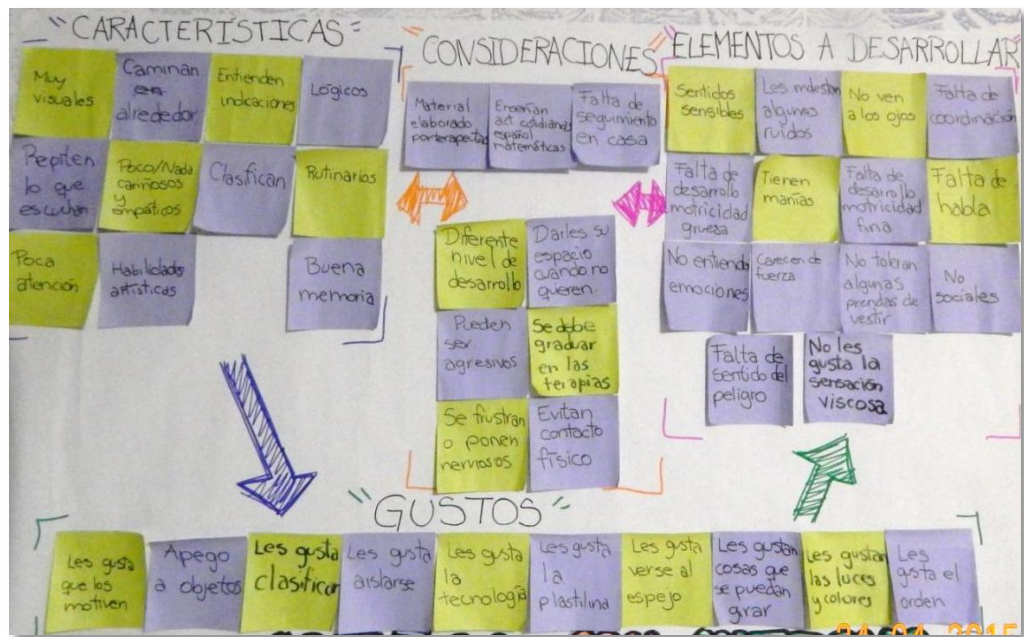 "CARACTERÍSTICAS"
Muy
visuales
Caminan
en
alrededor
Entienden
indicaciones
Lógicos
Repiten
lo que
escuchan
Poco/Nada
cariñosos
y
empáticos
Clasfican
Rutinarios
Poca
atención
Habilidades
artísticas
Buena
memoria
"CONSIDERACIONES"
Material
elaborado
por terapeutas
Enseñan
act. cotidianas
español
matemáticas
Falta de
seguimiento
en casa
Diferente
nivel de
desarrollo
Darles su
espacio
cuando no
quieren.
Pueden
ser
agresivos
Se debe
graduar
en las
terapias
Se frustran
o ponen
nerviosos
Evitan
contacto
físico
"ELEMENTOS A DESARROLLAR
Sentidos
sensibles
Les molestan
algunos
ruidos
No ven
a los ojos
Falta de
coordinación
Falta de
desarrollo
motricidad
gruesa
Tienen
manías
Falta de
desarrollo
motricidad
fina
Falta de
habla
No entienden
emociones
Carecen de
fuerza
No toleran
algunas
prendas de
vestir
No
sociales
Falta de
sentido del
peligro
No les
gusta la
sensación
viscosa
"GUSTOS"
Les gusta
que los
motiven
Apego
a objetos
Les gusta
clasificar
Les gusta
aislarse
Les gusta
la
tecnología
Les gusta
la
plastilina
Les gusta
verse al
espejo
Les gustan
cosas que
se puedan
girar
Les gustan
las luces
y colores
Les
gsta el
orden